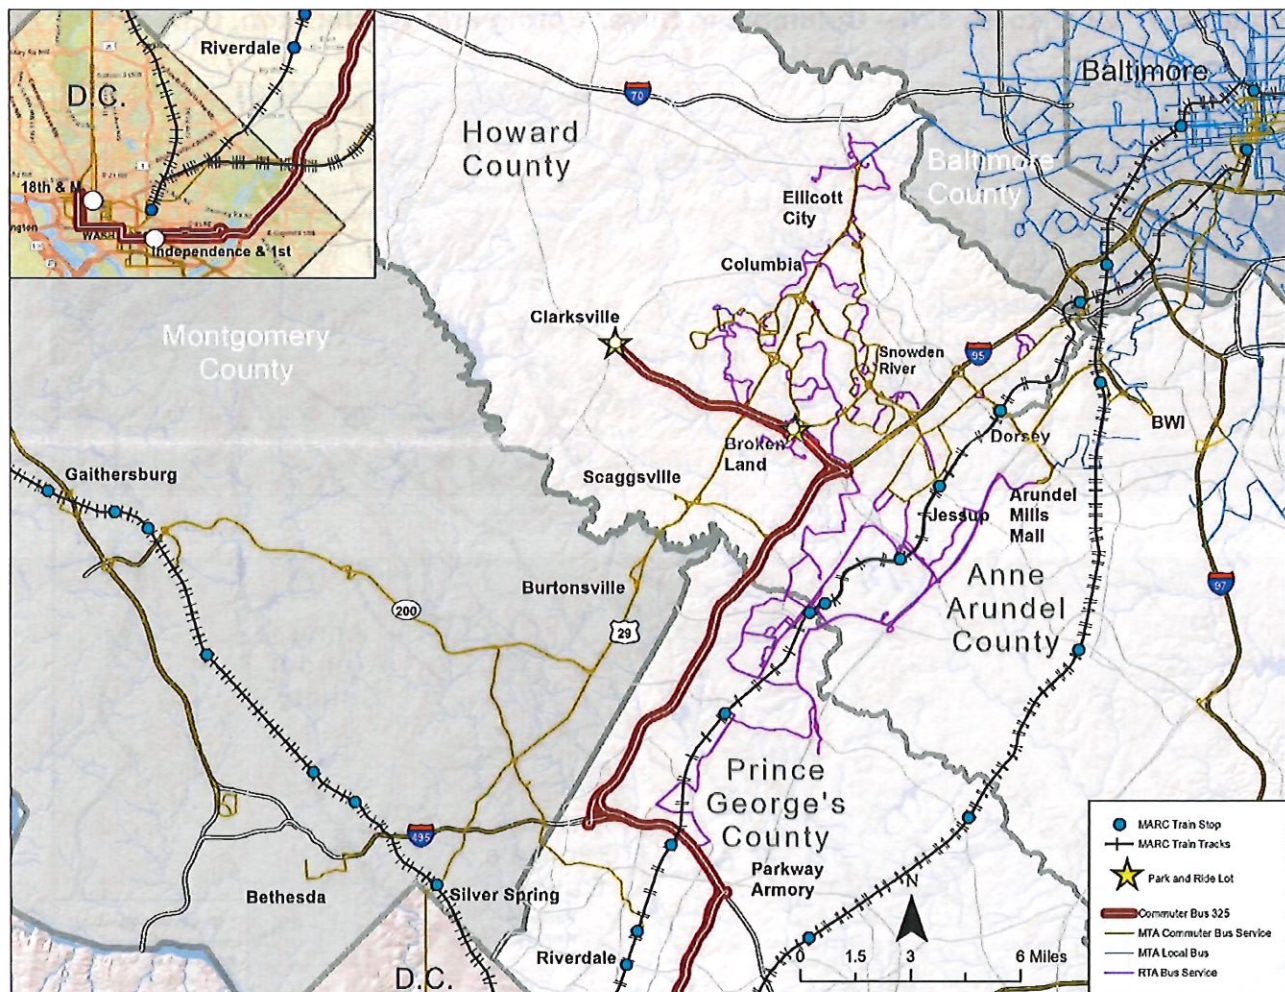 Riverdale
D.C.
1
18th & M
WASH
Independence & 1st
70
Howard
County
Baltimore
Baltimore
County
Ellicott
City
Columbia
Clarksville
Montgomery
County
Snowden
River
95
BWI
Broken
Land
Dorsey
Gaithersburg
Scaggsville
Arundel
Mills
Mall
Jessup
Burtonsville
Anne
Arundel
County
97
200
29
Prince
George's
County
495
Parkway
Armory
Bethesda
Silver Spring
Riverdale
D.C.
N
0 1.5 3 6 Miles
MARC Train Stop
MARC Train Tracks
Park and Ride Lot
Commuter Bus 325
MTA Commuter Bus Service
MTA Local Bus
RTA Bus Service